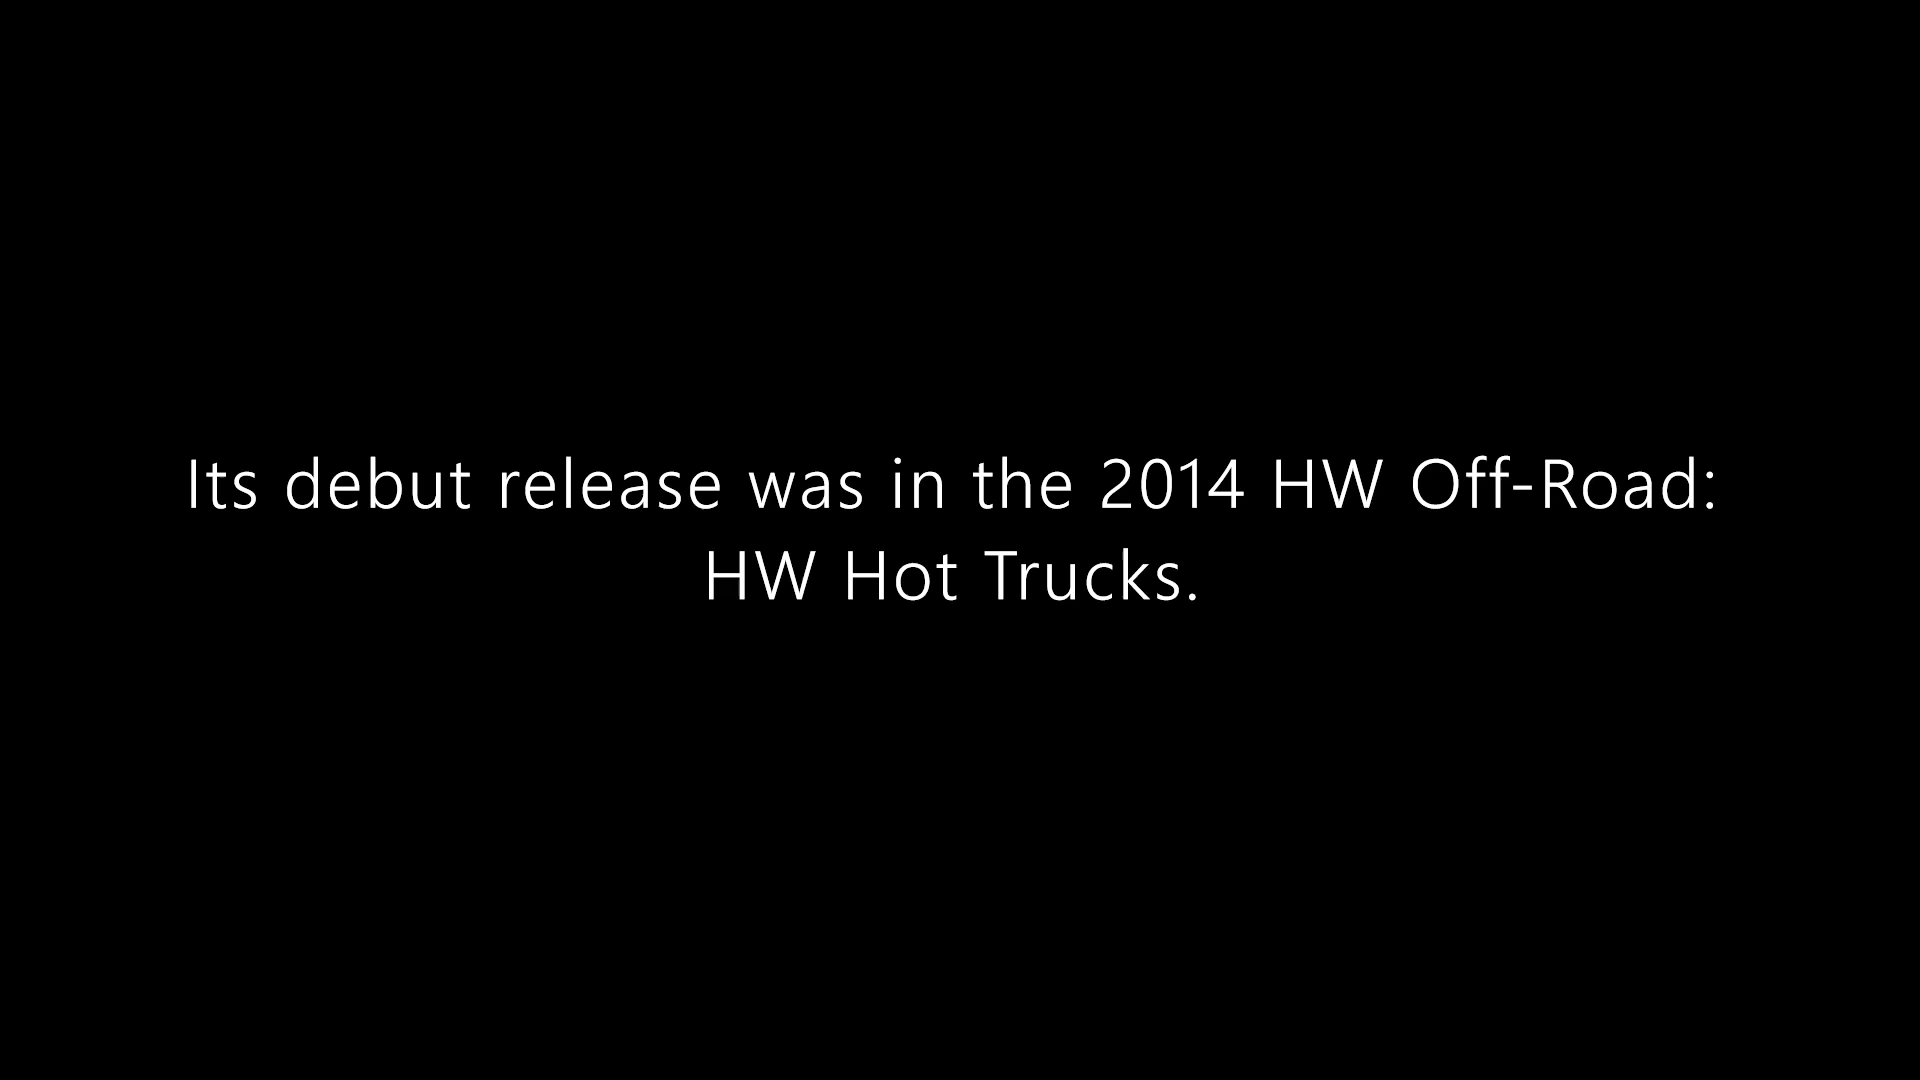 Its debut release was in the 2014 HW Off-Road:
HW Hot Trucks.